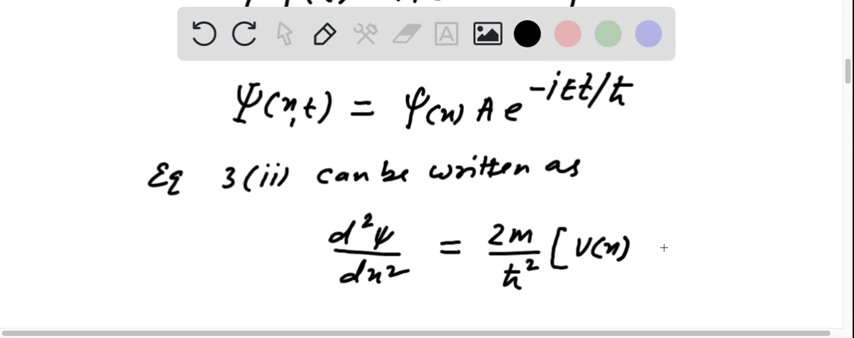 Ψ(x,t) = φ(x) A e^{-iEt/ħ}
Eq 3(ii) can be written as
d²ψ/dx² = 2m/ħ² [V(x)